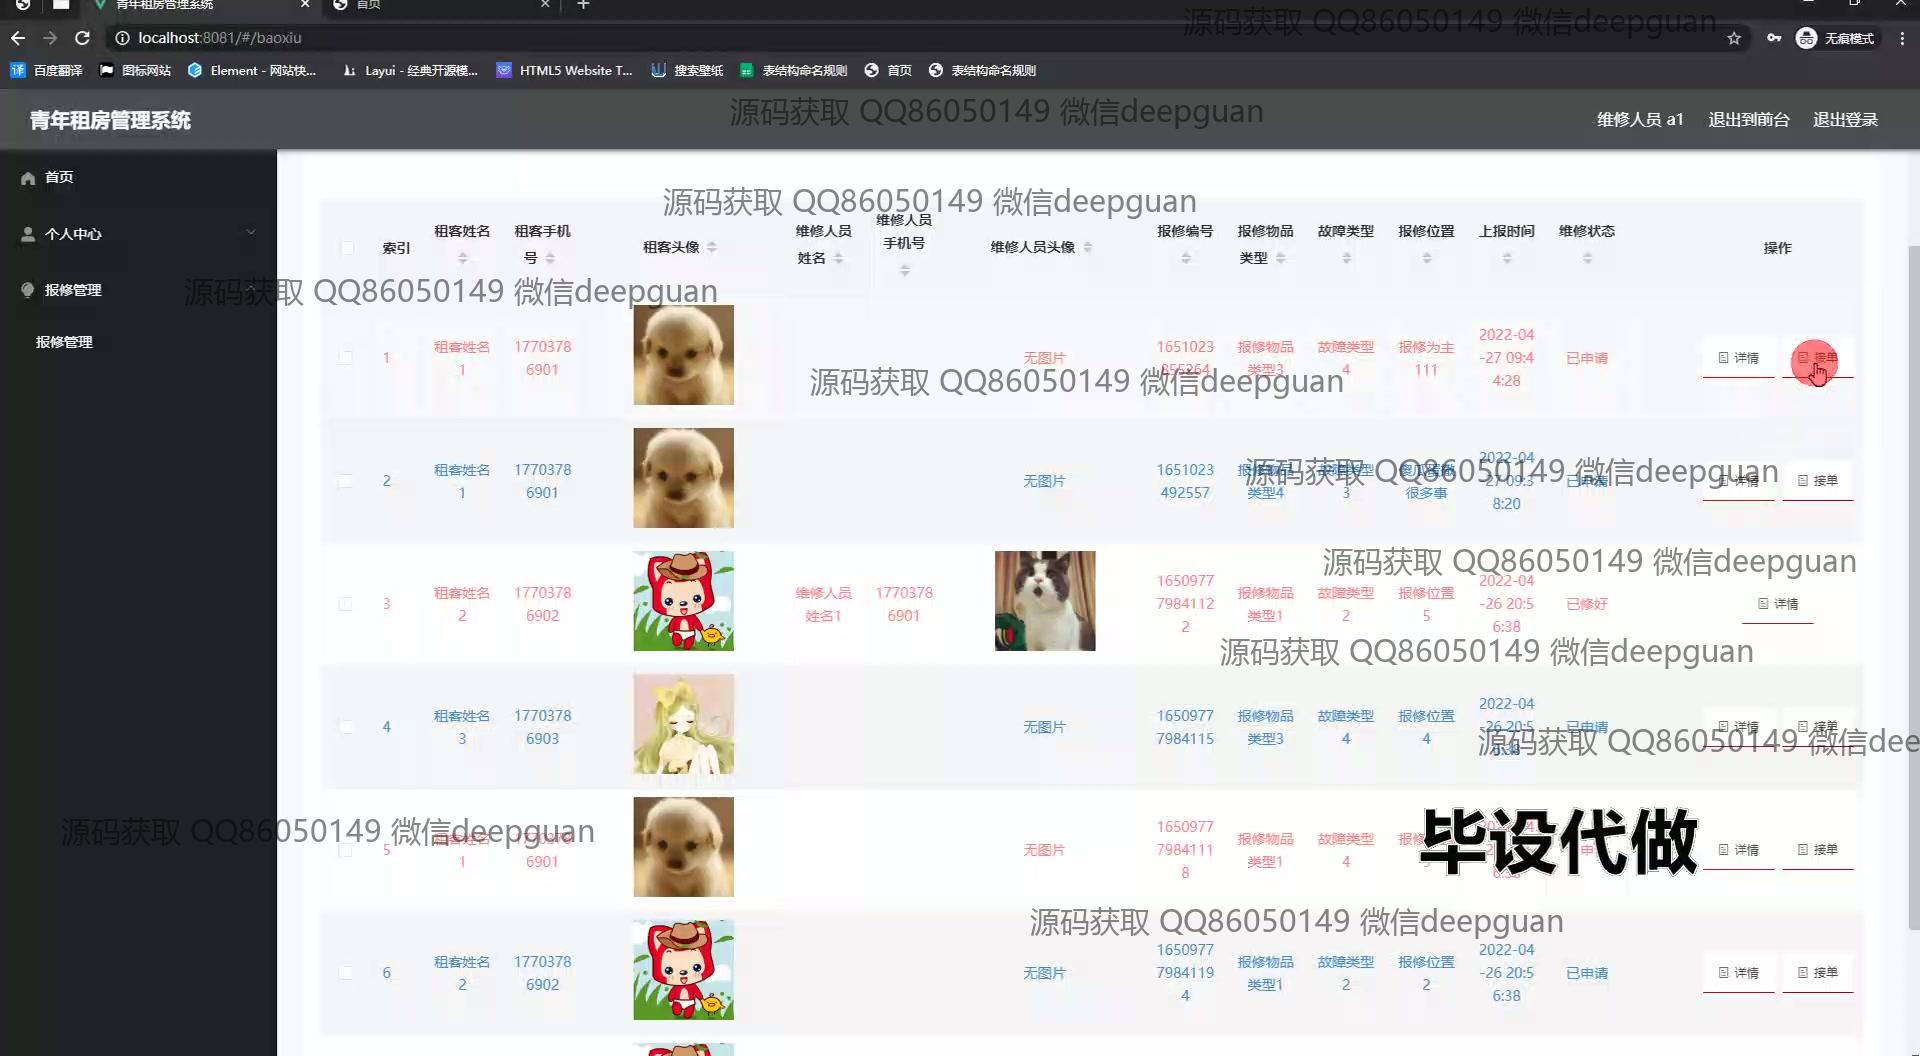 青年租房管理系统
首页
localhost:8081/#/baoxiu
无痕模式
百度翻译
图标网站
Element - 网站快...
Layui - 经典开源模...
HTML5 Website T...
搜索壁纸
表结构命名规则
首页
表结构命名规则
源码获取 QQ86050149 微信deepguan
青年租房管理系统
源码获取 QQ86050149 微信deepguan
维修人员 a1
退出到前台
退出登录
首页
个人中心
报修管理
报修管理
源码获取 QQ86050149 微信deepguan
源码获取 QQ86050149 微信deepguan
索引
租客姓名
租客手机号
租客头像
维修人员姓名
维修人员手机号
维修人员头像
报修编号
报修物品类型
故障类型
报修位置
上报时间
维修状态
操作
1 租客姓名1 17703786901 无图片 1651023855264 报修物品类型3 故障类型4 报修为主111 2022-04-27 09:44:28 已申请 详情 接单
源码获取 QQ86050149 微信deepguan
2 租客姓名1 17703786901 无图片 1651023492557 报修物品类型4 故障类型3 很多事 2022-04-27 09:38:20 已申请 详情 接单
源码获取 QQ86050149 微信deepguan
源码获取 QQ86050149 微信deepguan
3 租客姓名2 17703786902 维修人员姓名1 17703786901 165097779841122 报修物品类型1 故障类型2 报修位置5 2022-04-26 20:56:38 已修好 详情
源码获取 QQ86050149 微信deepguan
4 租客姓名3 17703786903 无图片 16509777984115 报修物品类型3 故障类型4 报修位置4 2022-04-26 20:56:38 已申请 详情 接单
源码获取 QQ86050149 微信dee
源码获取 QQ86050149 微信deepguan
5 租客姓名1 17703786901 无图片 165097779841118 报修物品类型1 故障类型4 详情 接单
毕设代做
源码获取 QQ86050149 微信deepguan
6 租客姓名2 17703786902 无图片 165097779841194 报修物品类型1 故障类型2 报修位置2 2022-04-26 20:56:38 已申请 详情 接单